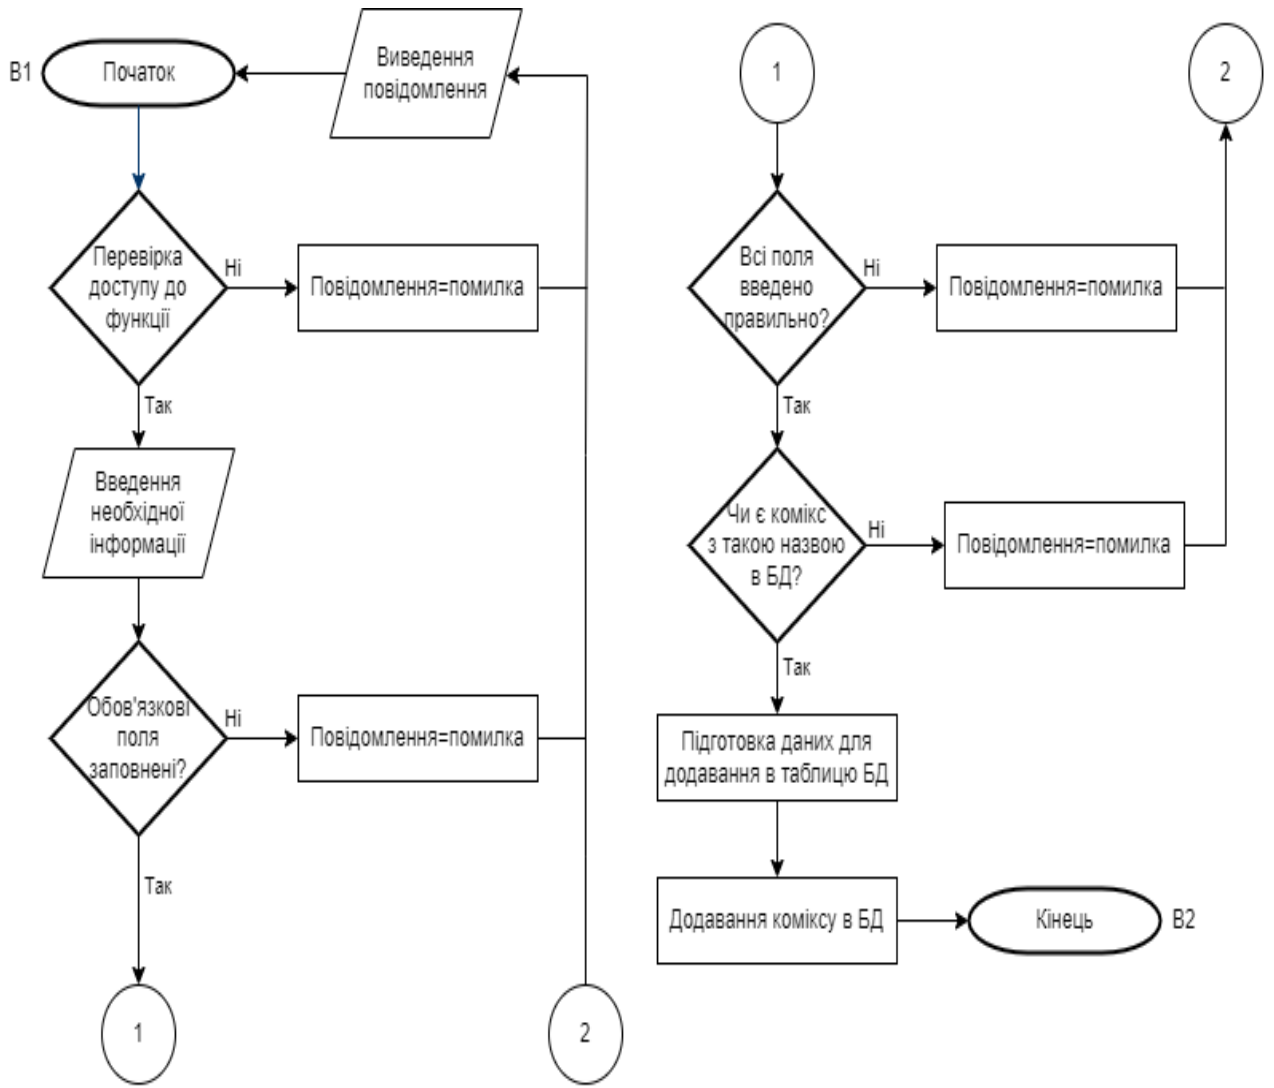 В1
Початок
Виведення
повідомлення
Перевірка
доступу до
функції
Ні
Повідомлення=помилка
Так
Введення
необхідної
інформації
Обов'язкові
поля
заповнені?
Ні
Повідомлення=помилка
Так
1
2
1
2
Всі поля
введено
правильно?
Ні
Повідомлення=помилка
Так
Чи є комікс
з такою назвою
в БД?
Ні
Повідомлення=помилка
Так
Підготовка даних для
додавання в таблицю БД
Додавання коміксу в БД
Кінець
В2